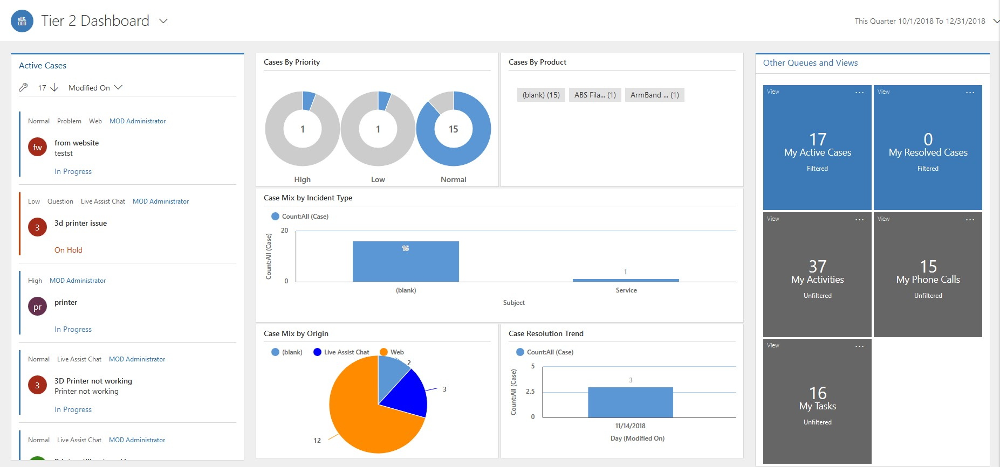 Tier 2 Dashboard
This Quarter 10/1/2018 To 12/31/2018
Active Cases
17 Modified On
Normal Problem Web MOD Administrator
fw
from website
testst
In Progress
Low Question Live Assist Chat MOD Administrator
3
3d printer issue
On Hold
High MOD Administrator
pr
printer
In Progress
Normal Live Assist Chat MOD Administrator
3
3D Printer not working
Printer not working
In Progress
Normal Live Assist Chat MOD Administrator
Cases By Priority
1 1 15
High Low Normal
Cases By Product
(blank) (15) ABS Fila... (1) ArmBand ... (1)
Case Mix by Incident Type
Count:All (Case)
Count:All (Case)
20
0
16
1
(blank) Service
Subject
Case Mix by Origin
(blank) Live Assist Chat Web
2
3
12
Case Resolution Trend
Count:All (Case)
Count:All (Case)
5
2.5
0
3
11/14/2018
Day (Modified On)
Other Queues and Views
View ...
17
My Active Cases
Filtered
View ...
0
My Resolved Cases
Filtered
View ...
37
My Activities
Unfiltered
View ...
15
My Phone Calls
Unfiltered
View ...
16
My Tasks
Unfiltered